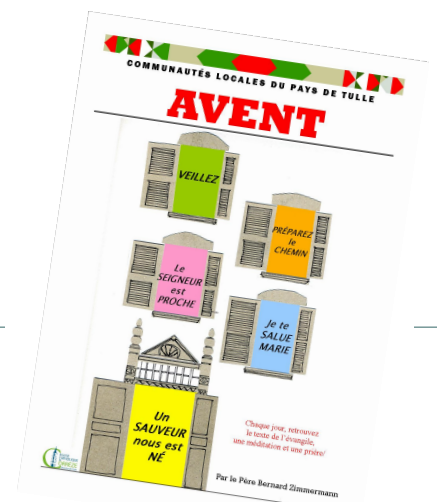 COMMUNAUTÉS LOCALES DU PAYS DE TULLE
AVENT
VEILLEZ
PRÉPAREZ
le
CHEMIN
Le
SEIGNEUR
est
PROCHE
Je te
SALUE
MARIE
Un
SAUVEUR
nous est
NÉ
Chaque jour, retrouvez
le texte de l'évangile,
une méditation et une prière/
Par le Père Bernard Zimmermann